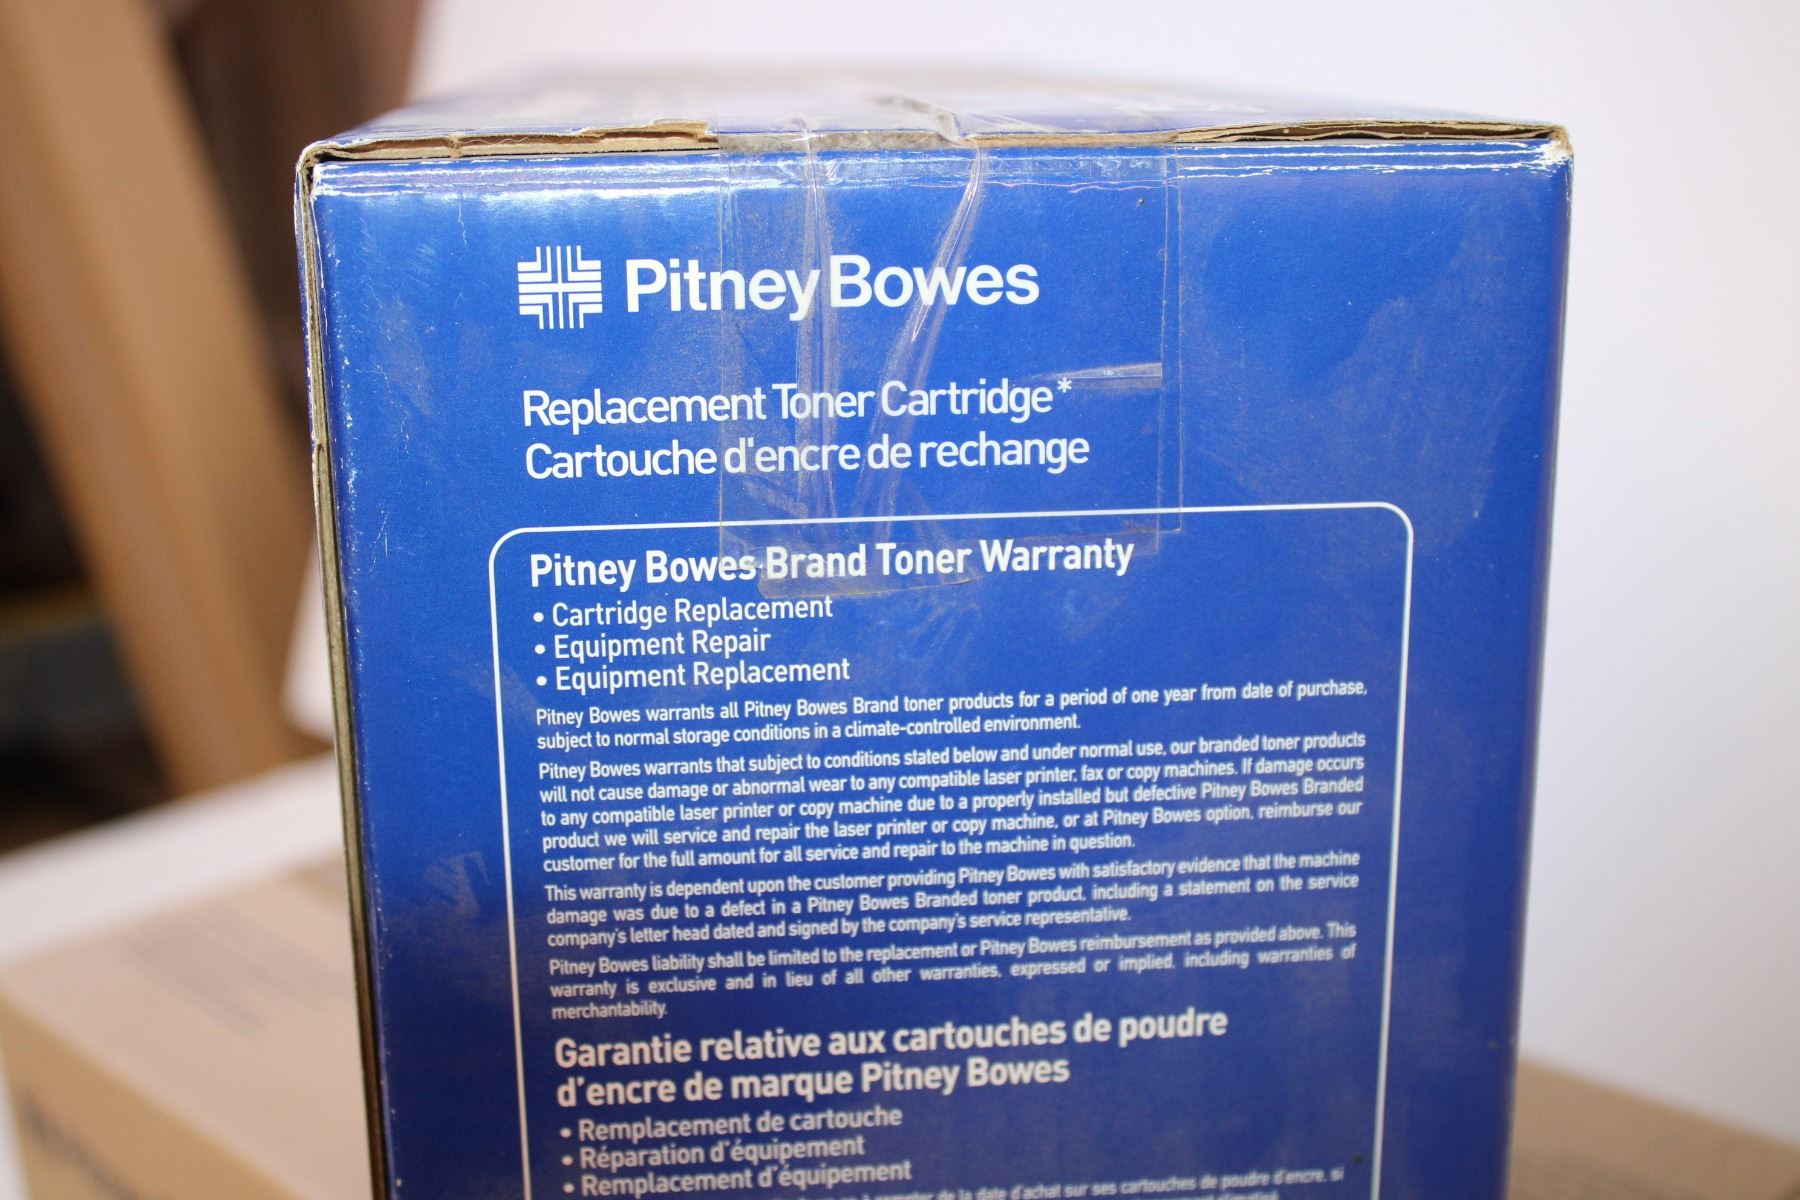 Pitney Bowes
Replacement Toner Cartridge*
Cartouche d'encre de rechange
Pitney Bowes Brand Toner Warranty
• Cartridge Replacement
• Equipment Repair
• Equipment Replacement
Pitney Bowes warrants all Pitney Bowes Brand toner products for a period of one year from date of purchase,
subject to normal storage conditions in a climate-controlled environment.
Pitney Bowes warrants that subject to conditions stated below and under normal use, our branded toner products
will not cause damage or abnormal wear to any compatible laser printer, fax or copy machines. If damage occurs
to any compatible laser printer or copy machine due to a properly installed but defective Pitney Bowes Branded
product we will service and repair the laser printer or copy machine, or at Pitney Bowes option, reimburse our
customer for the full amount for all service and repair to the machine in question.
This warranty is dependent upon the customer providing Pitney Bowes with satisfactory evidence that the machine
damage was due to a defect in a Pitney Bowes Branded toner product, including a statement on the service
company's letter head dated and signed by the company's service representative.
Pitney Bowes liability shall be limited to the replacement or Pitney Bowes reimbursement as provided above. This
warranty is exclusive and in lieu of all other warranties, expressed or implied, including warranties of
merchantability.
Garantie relative aux cartouches de poudre
d'encre de marque Pitney Bowes
• Remplacement de cartouche
• Réparation d'équipement
• Remplacement d'équipement
de la date d'achat sur ses cartouches de poudre d'encre, si